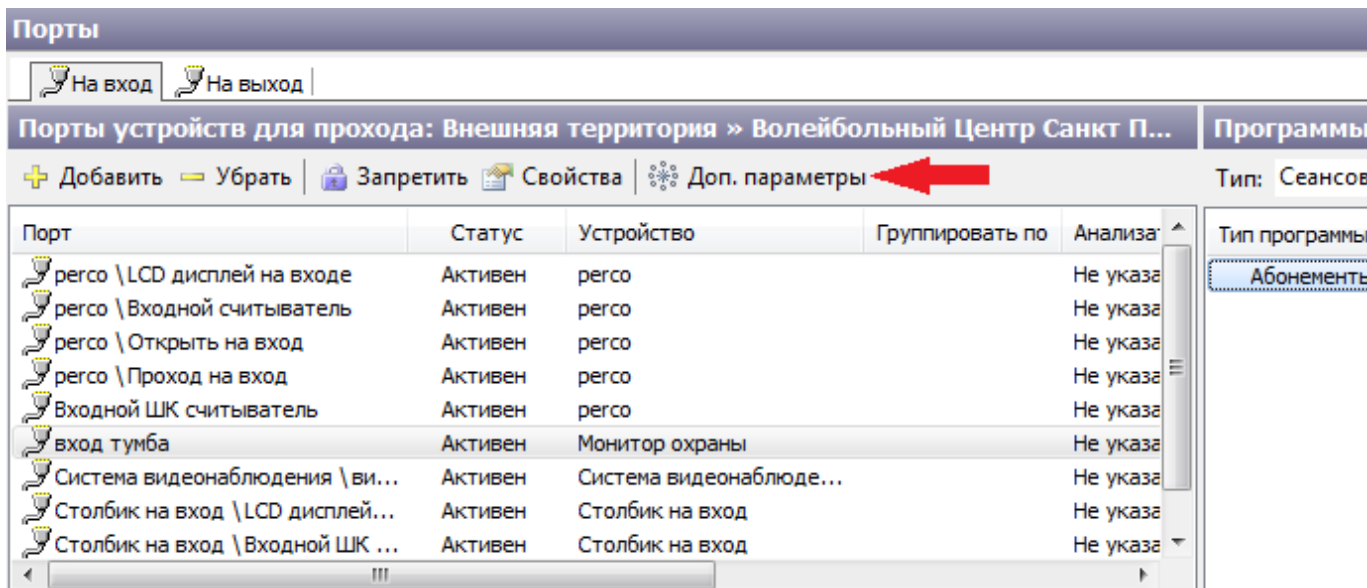 Порты
На вход На выход
Порты устройств для прохода: Внешняя территория » Волейбольный Центр Санкт П... Программы
Добавить Убрать Запретить Свойства Доп. параметры Тип: Сеансов
Порт Статус Устройство Группировать по Анализат Тип программы
perco \LCD дисплей на входе Активен perco Не указа Абонементы
perco \Входной считыватель Активен perco Не указа
perco \Открыть на вход Активен perco Не указа
perco \Проход на вход Активен perco Не указа
Входной ШК считыватель Активен perco Не указа
вход тумба Активен Монитор охраны Не указа
Система видеонаблюдения \ви... Активен Система видеонаблюде... Не указа
Столбик на вход \LCD дисплей... Активен Столбик на вход Не указа
Столбик на вход \Входной ШК ... Активен Столбик на вход Не указа